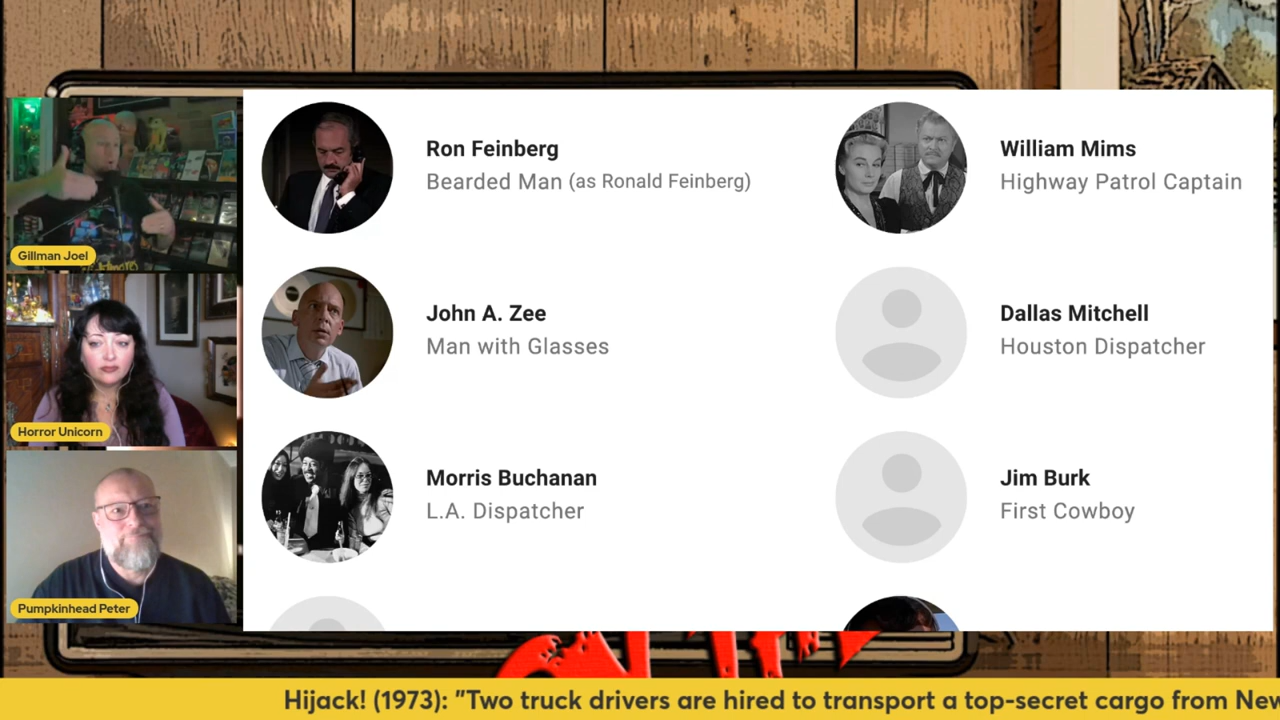 Ron Feinberg
Bearded Man (as Ronald Feinberg)
William Mims
Highway Patrol Captain
Gillman Joel
John A. Zee
Man with Glasses
Dallas Mitchell
Houston Dispatcher
Horror Unicorn
Morris Buchanan
L.A. Dispatcher
Jim Burk
First Cowboy
Pumpkinhead Peter
Hijack! (1973): "Two truck drivers are hired to transport a top-secret cargo from New